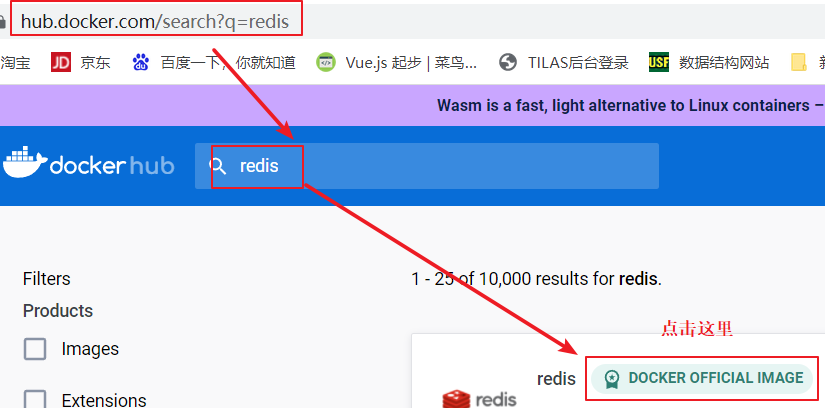 hub.docker.com/search?q=redis
淘宝 JD 京东 百度一下，你就知道 Vue.js 起步 | 菜鸟... TILAS后台登录 USF 数据结构网站
Wasm is a fast, light alternative to Linux containers –
docker hub redis
Filters 1 - 25 of 10,000 results for redis.
Products
点击这里
Images
redis DOCKER OFFICIAL IMAGE
Extensions redis